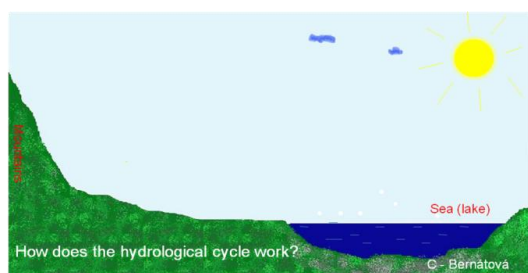 Mountains
Sea (lake)
How does the hydrological cycle work?
C - Bernátová